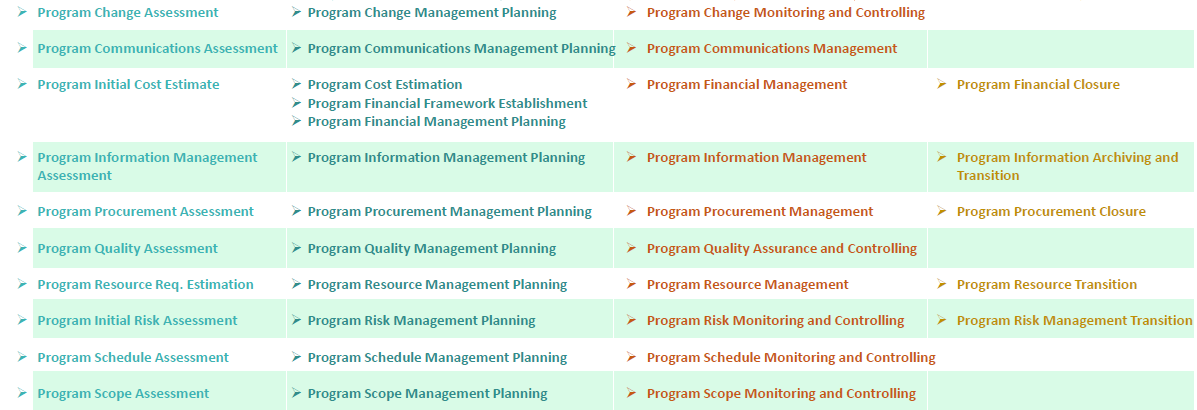 Program Change Assessment
Program Change Management Planning
Program Change Monitoring and Controlling
Program Communications Assessment
Program Communications Management Planning
Program Communications Management
Program Initial Cost Estimate
Program Cost Estimation
Program Financial Framework Establishment
Program Financial Management Planning
Program Financial Management
Program Financial Closure
Program Information Management
Assessment
Program Information Management Planning
Program Information Management
Program Information Archiving and
Transition
Program Procurement Assessment
Program Procurement Management Planning
Program Procurement Management
Program Procurement Closure
Program Quality Assessment
Program Quality Management Planning
Program Quality Assurance and Controlling
Program Resource Req. Estimation
Program Resource Management Planning
Program Resource Management
Program Resource Transition
Program Initial Risk Assessment
Program Risk Management Planning
Program Risk Monitoring and Controlling
Program Risk Management Transition
Program Schedule Assessment
Program Schedule Management Planning
Program Schedule Monitoring and Controlling
Program Scope Assessment
Program Scope Management Planning
Program Scope Monitoring and Controlling